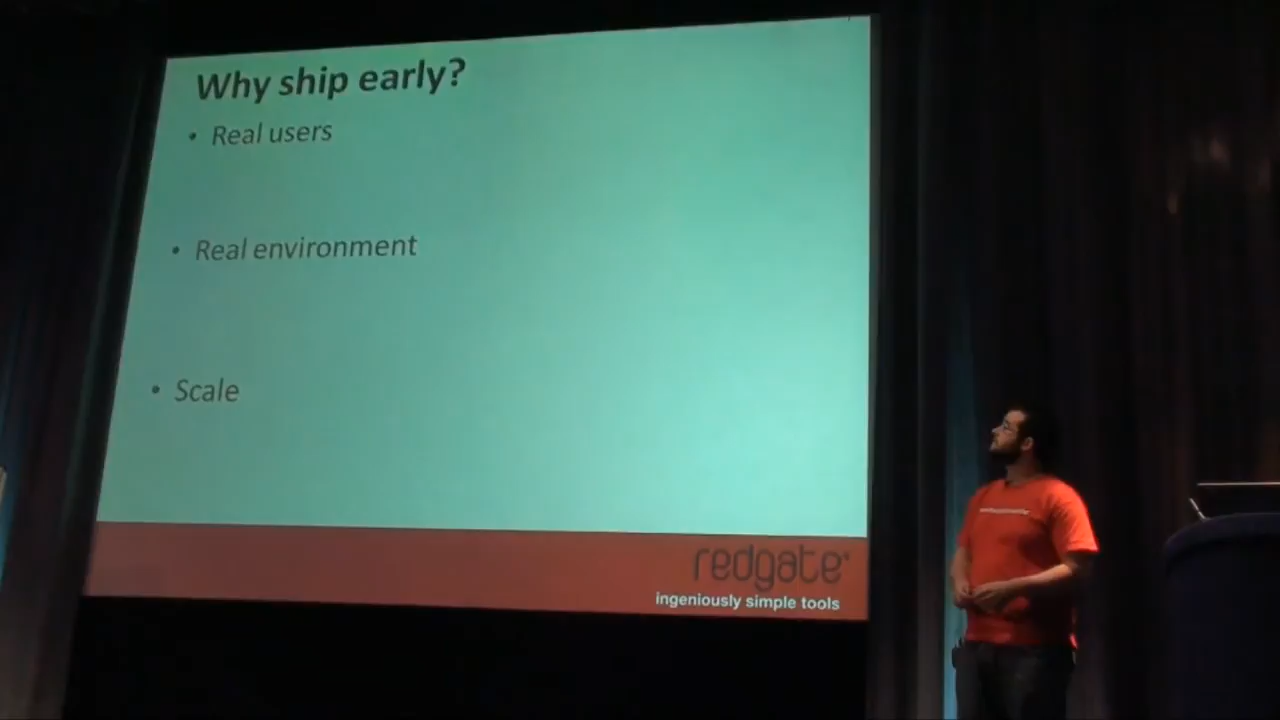 Why ship early?
• Real users
• Real environment
• Scale
redgate
ingeniously simple tools